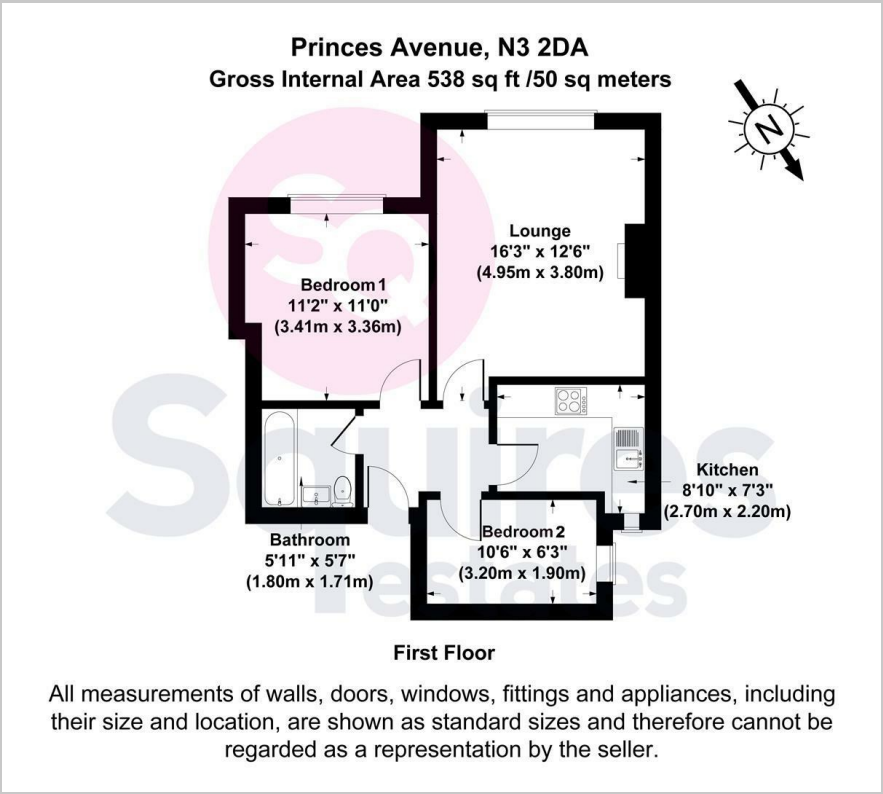 Princes Avenue, N3 2DA
Gross Internal Area 538 sq ft /50 sq meters
N
SQ
Lounge
16'3" x 12'6"
(4.95m x 3.80m)
Bedroom 1
11'2" x 11'0"
(3.41m x 3.36m)
Squires
estates
Kitchen
8'10" x 7'3"
(2.70m x 2.20m)
Bedroom 2
10'6" x 6'3"
(3.20m x 1.90m)
Bathroom
5'11" x 5'7"
(1.80m x 1.71m)
First Floor
All measurements of walls, doors, windows, fittings and appliances, including
their size and location, are shown as standard sizes and therefore cannot be
regarded as a representation by the seller.